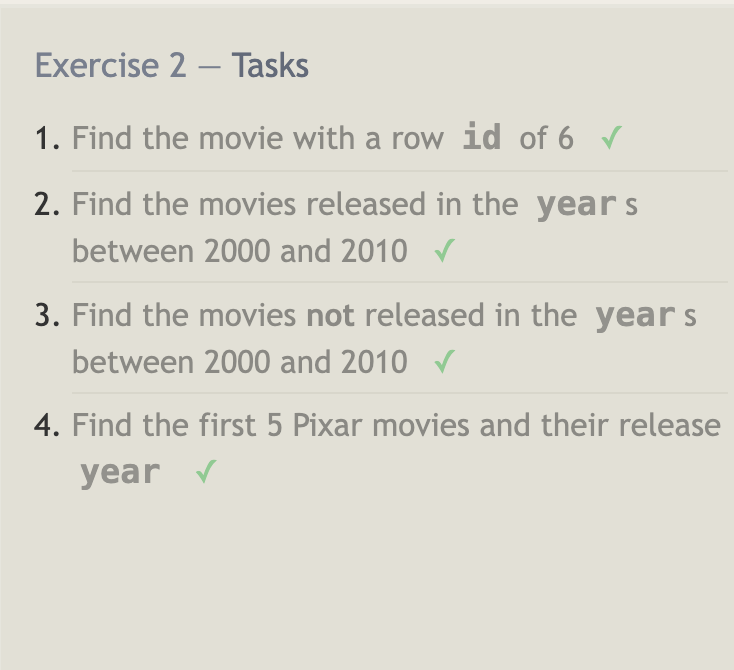 Exercise 2 — Tasks
1. Find the movie with a row id of 6 ✓
2. Find the movies released in the year s
between 2000 and 2010 ✓
3. Find the movies not released in the year s
between 2000 and 2010 ✓
4. Find the first 5 Pixar movies and their release
year ✓